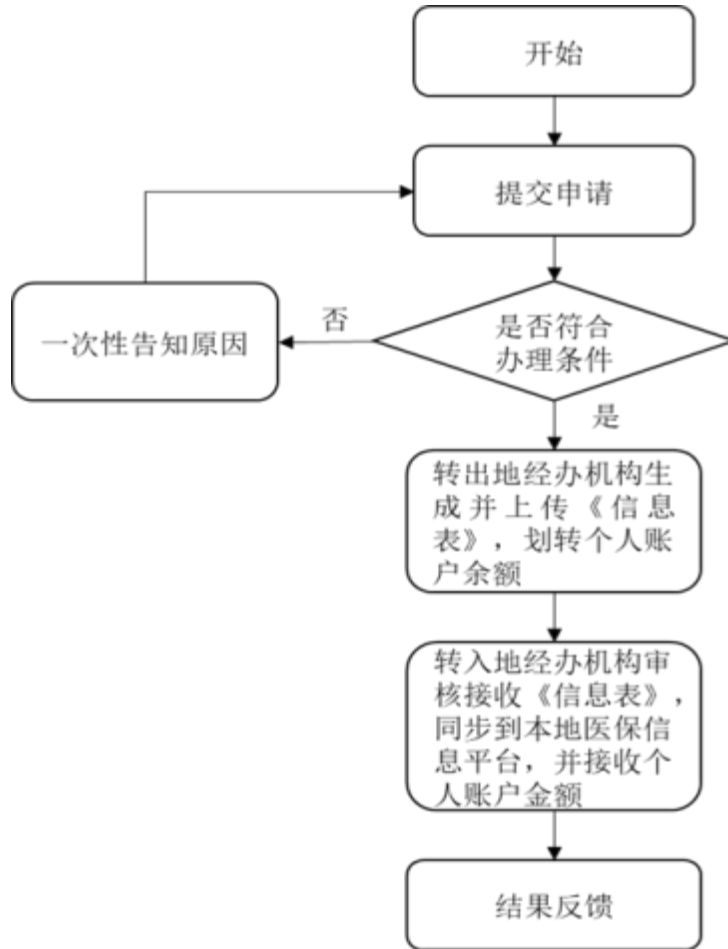 开始
提交申请
否
一次性告知原因
是否符合
办理条件
是
转出地经办机构生
成并上传《信息
表》，划转个人账
户余额
转入地经办机构审
核接收《信息表》，
同步到本地医保信
息平台，并接收个
人账户金额
结果反馈